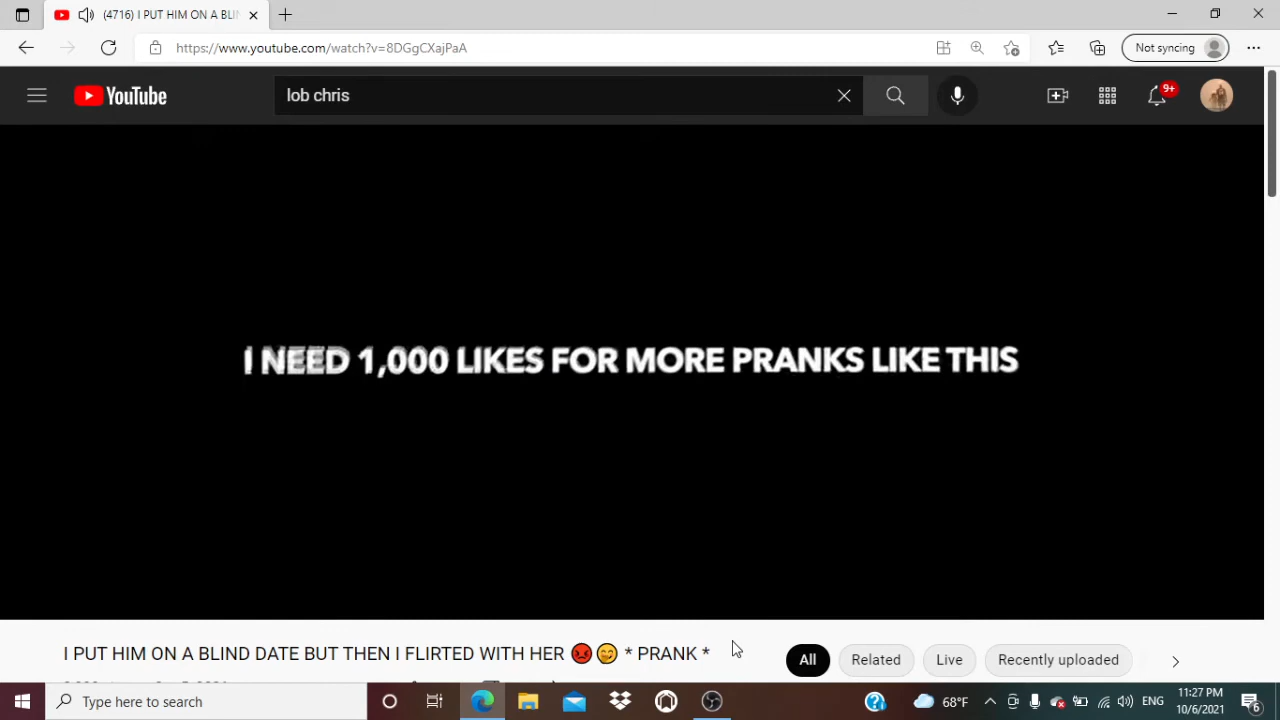 (4716) I PUT HIM ON A BLIN
https://www.youtube.com/watch?v=8DGgCXajPaA
Not syncing
YouTube
lob chris
9+
I NEED 1,000 LIKES FOR MORE PRANKS LIKE THIS
I PUT HIM ON A BLIND DATE BUT THEN I FLIRTED WITH HER 😡😋 * PRANK *
All
Related
Live
Recently uploaded
Type here to search
68°F
ENG
11:27 PM
10/6/2021
6